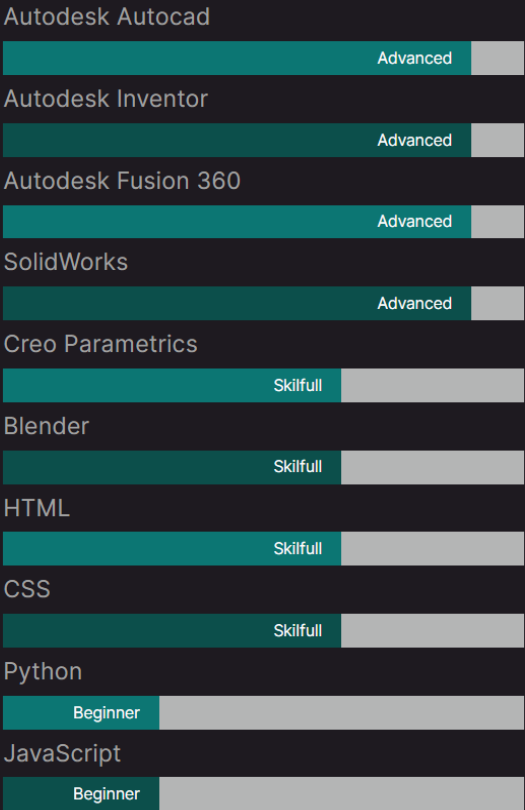 Autodesk Autocad
Advanced
Autodesk Inventor
Advanced
Autodesk Fusion 360
Advanced
SolidWorks
Advanced
Creo Parametrics
Skilfull
Blender
Skilfull
HTML
Skilfull
CSS
Skilfull
Python
Beginner
JavaScript
Beginner